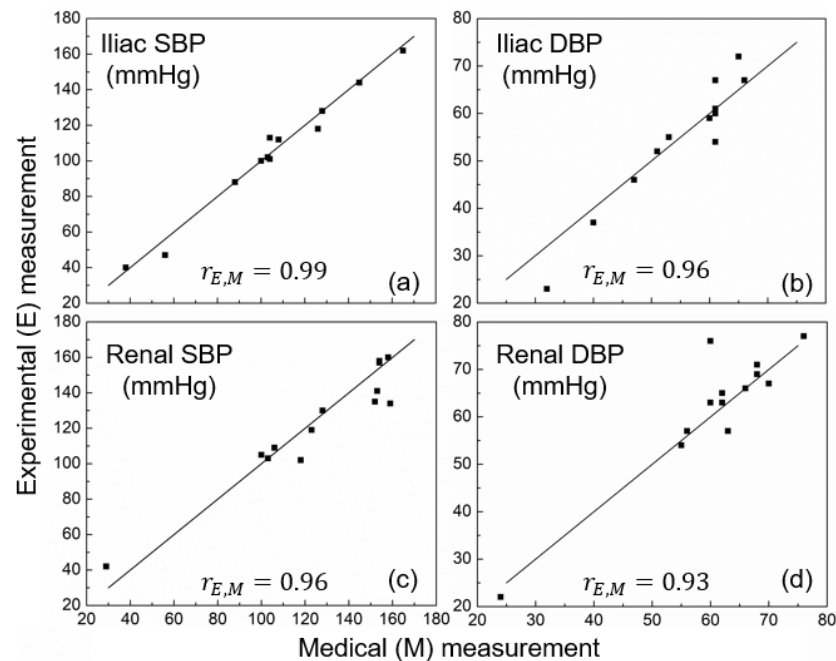 Experimental (E) measurement
180
160
140
120
100
80
60
40
20
Iliac SBP
(mmHg)
r_{E,M} = 0.99
(a)
80
70
60
50
40
30
20
Iliac DBP
(mmHg)
r_{E,M} = 0.96
(b)
180
160
140
120
100
80
60
40
20
Renal SBP
(mmHg)
r_{E,M} = 0.96
(c)
20 40 60 80 100 120 140 160 180
80
70
60
50
40
30
20
Renal DBP
(mmHg)
r_{E,M} = 0.93
(d)
20 30 40 50 60 70 80
Medical (M) measurement